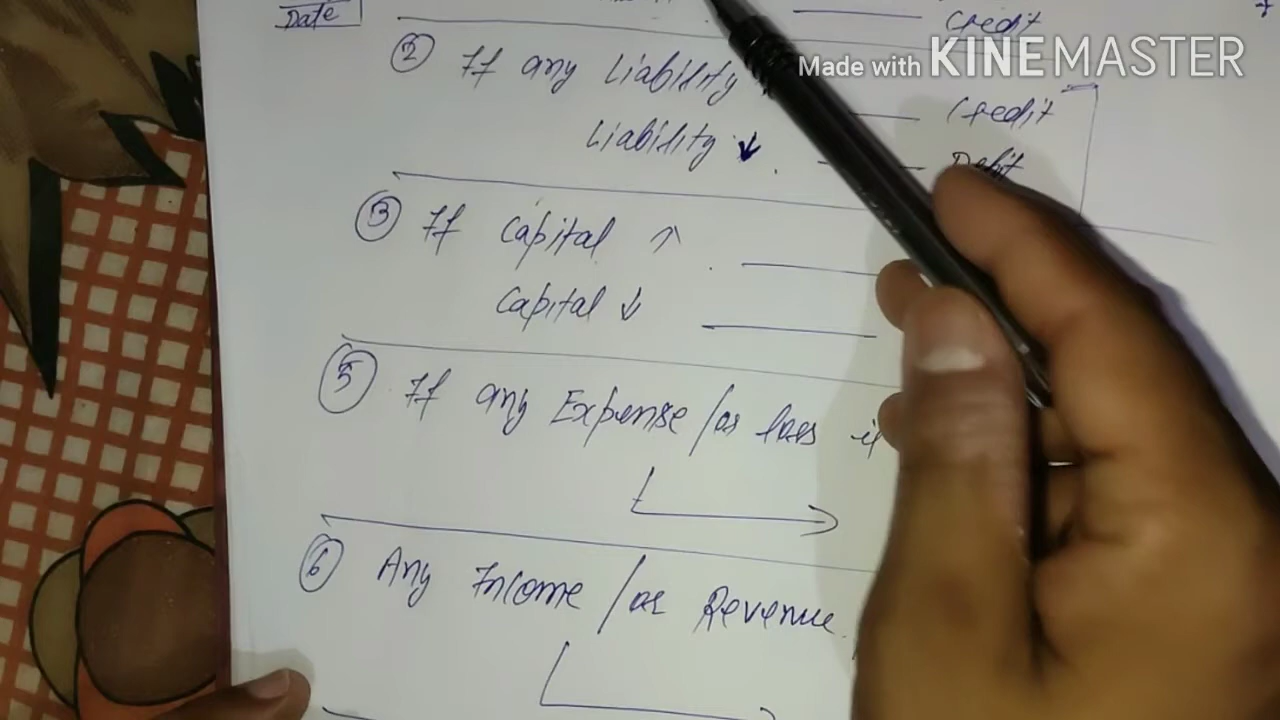 Date
Credit
Made with KINEMASTER
② If any Liability Credit
Liability ↓ Debit
③ If Capital ↑
Capital ↓
⑤ If any Expense /or loss if
⑥ Any Income /or Revenue